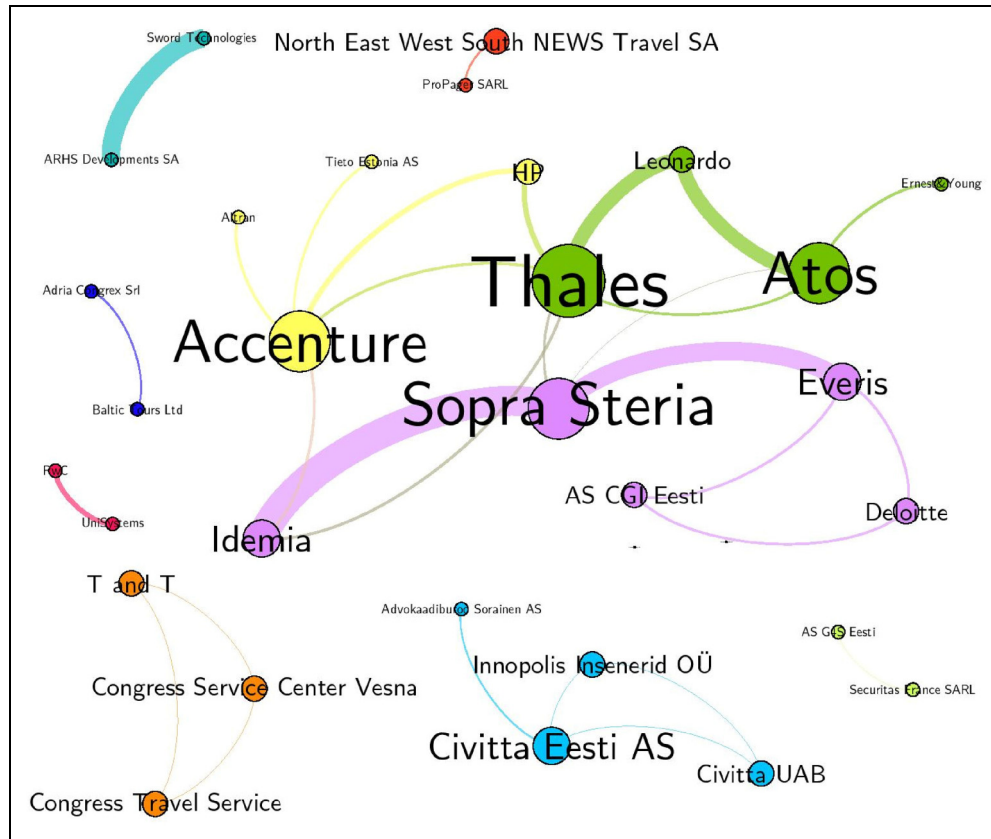 Sword Technologies
North East West South NEWS Travel SA
ProPager SARL
ARHS Developments SA
Tieto Estonia AS
HP
Leonardo
Ernest&Young
Altran
Thales
Atos
Adria Congrex Srl
Accenture
Sopra Steria
Everis
Baltic Tours Ltd
PwC
AS CGI Eesti
UniSystems
Deloitte
Idemia
T and T
Advokaadibüroo Sorainen AS
AS G4S Eesti
Innopolis Insenerid OÜ
Congress Service Center Vesna
Securitas France SARL
Civitta Eesti AS
Civitta UAB
Congress Travel Service